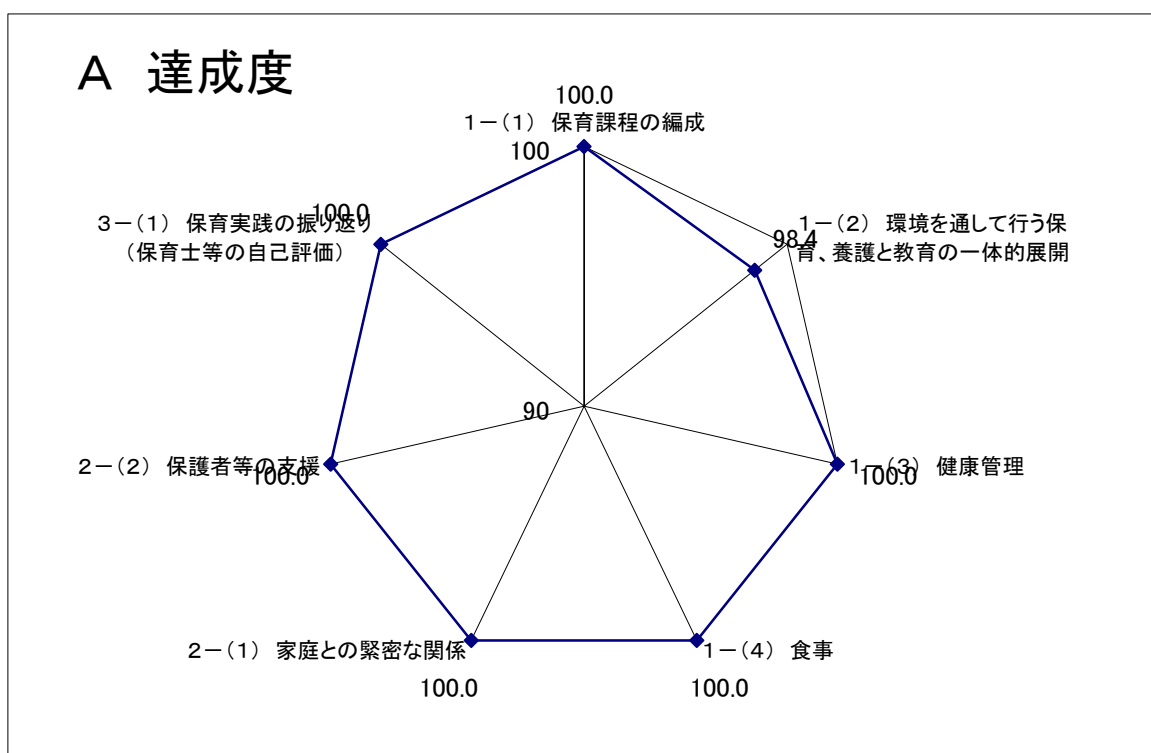 A 達成度
100.0
1－(1) 保育課程の編成
100
100.0
3－(1) 保育実践の振り返り
（保育士等の自己評価）
98.4
1－(2) 環境を通して行う保
育、養護と教育の一体的展開
90
2－(2) 保護者等の支援
100.0
1－(3) 健康管理
100.0
2－(1) 家庭との緊密な関係
100.0
1－(4) 食事
100.0